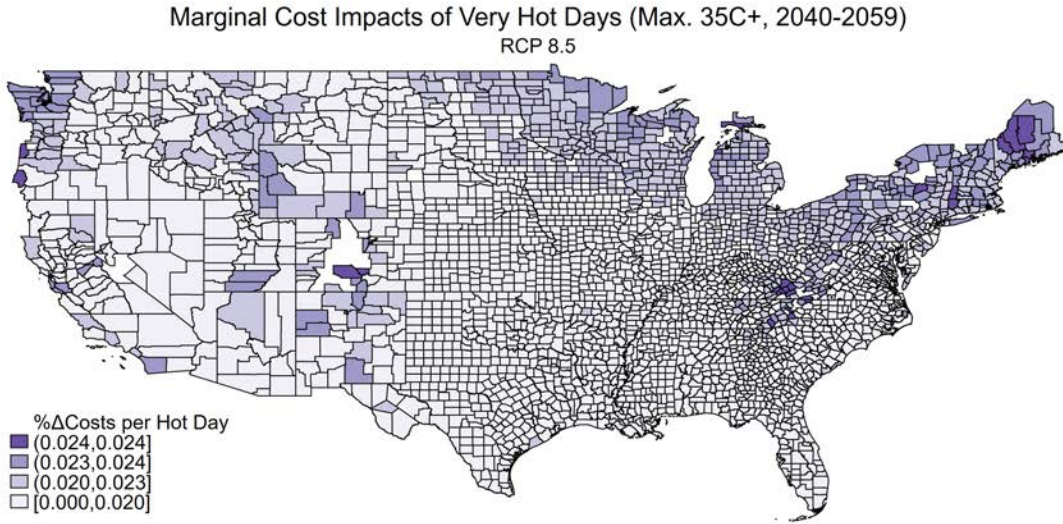 Marginal Cost Impacts of Very Hot Days (Max. 35C+, 2040-2059)
RCP 8.5
%ΔCosts per Hot Day
(0.024,0.024]
(0.023,0.024]
(0.020,0.023]
[0.000,0.020]